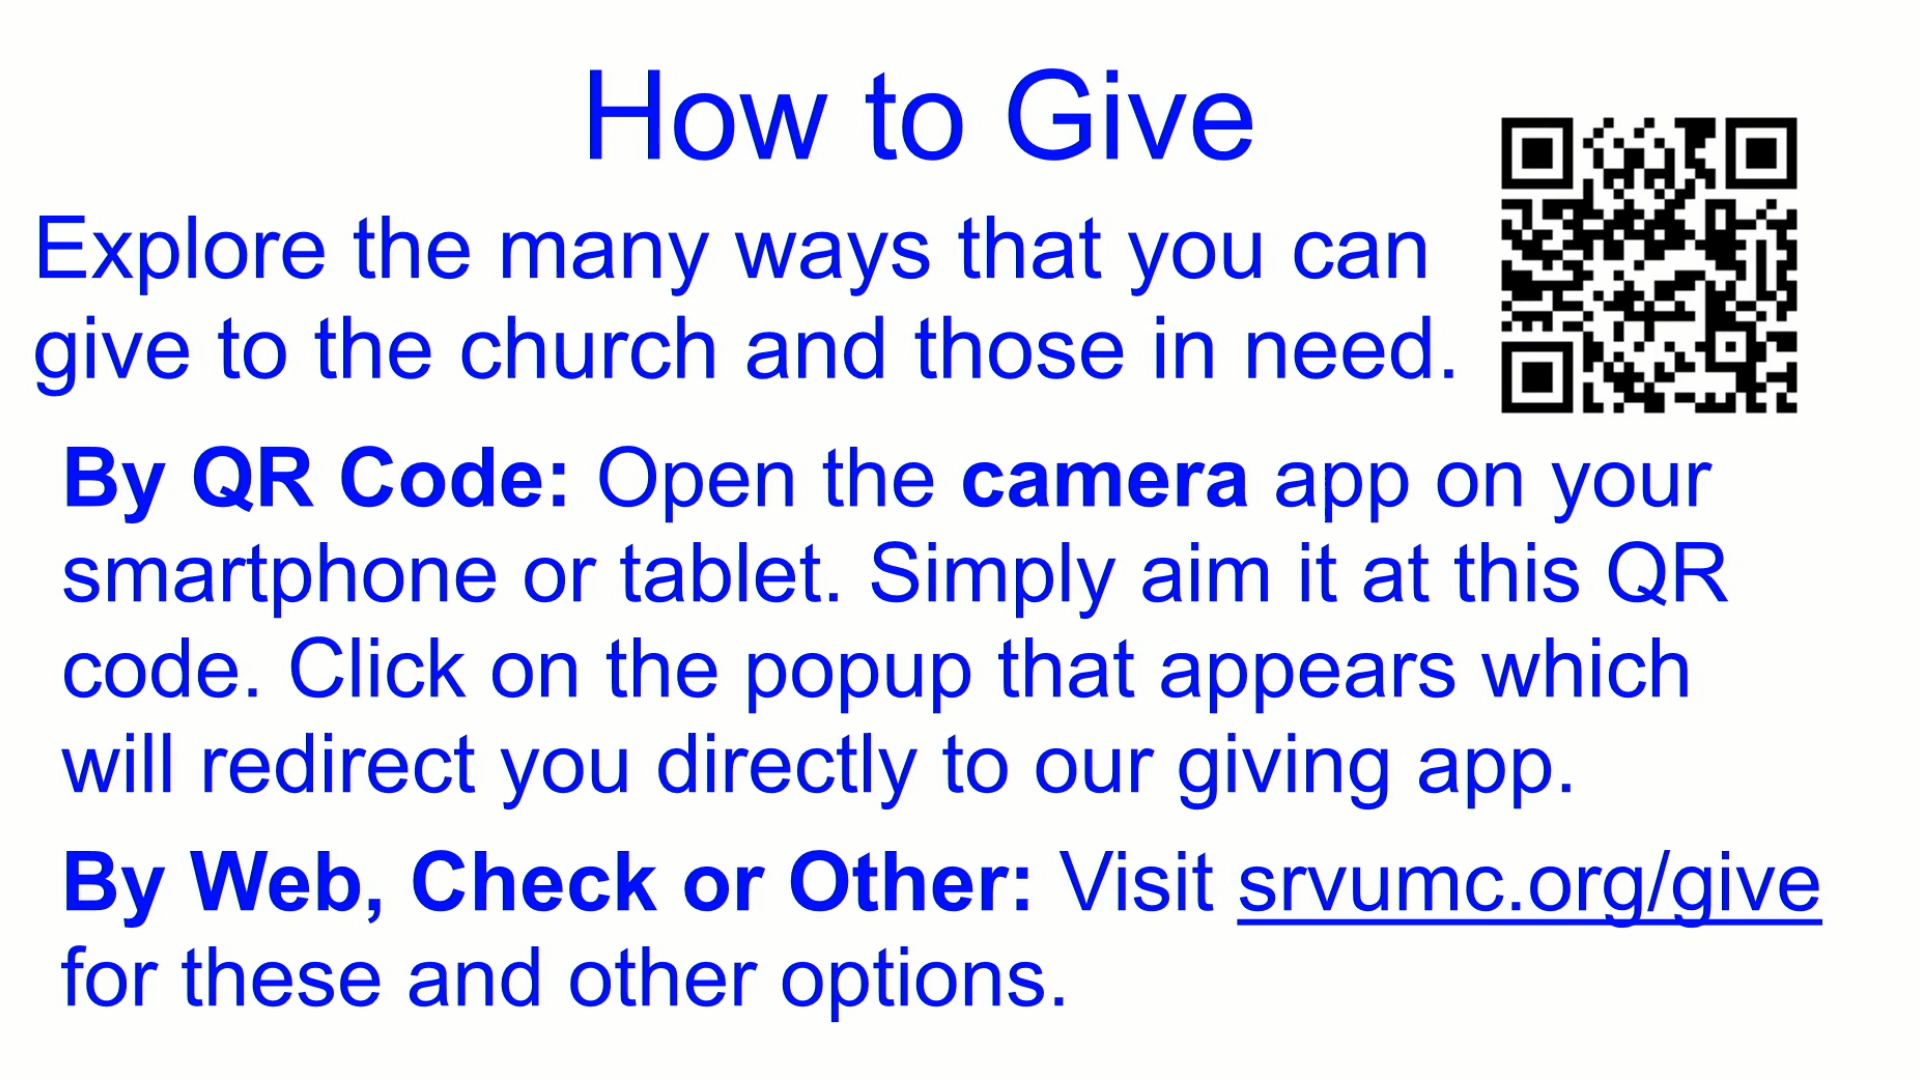 How to Give
Explore the many ways that you can
give to the church and those in need.
By QR Code: Open the camera app on your
smartphone or tablet. Simply aim it at this QR
code. Click on the popup that appears which
will redirect you directly to our giving app.
By Web, Check or Other: Visit srvumc.org/give
for these and other options.